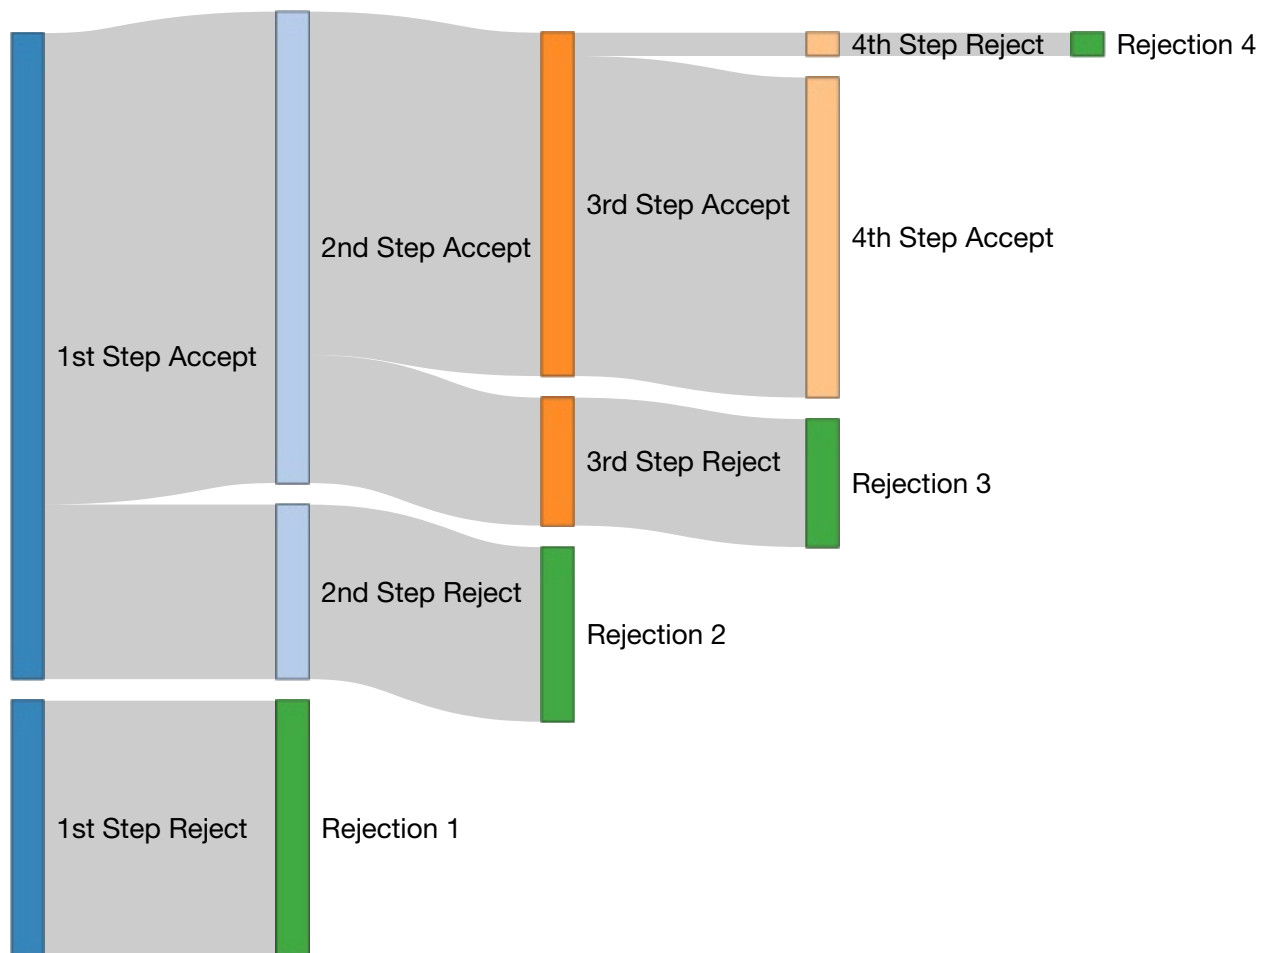 4th Step Reject
Rejection 4
3rd Step Accept
4th Step Accept
2nd Step Accept
1st Step Accept
3rd Step Reject
Rejection 3
2nd Step Reject
Rejection 2
1st Step Reject
Rejection 1